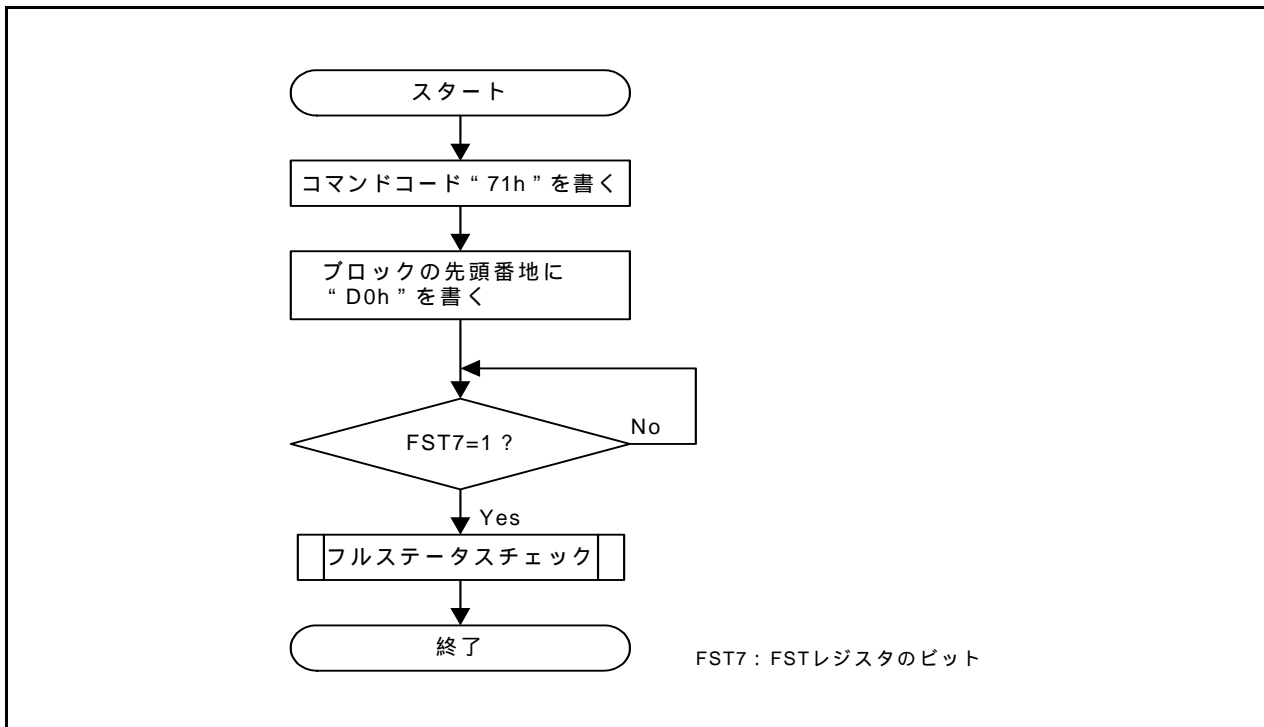 スタート
コマンドコード“71h”を書く
ブロックの先頭番地に
“D0h”を書く
FST7=1？
No
Yes
フルステータスチェック
終了
FST7：FSTレジスタのビット